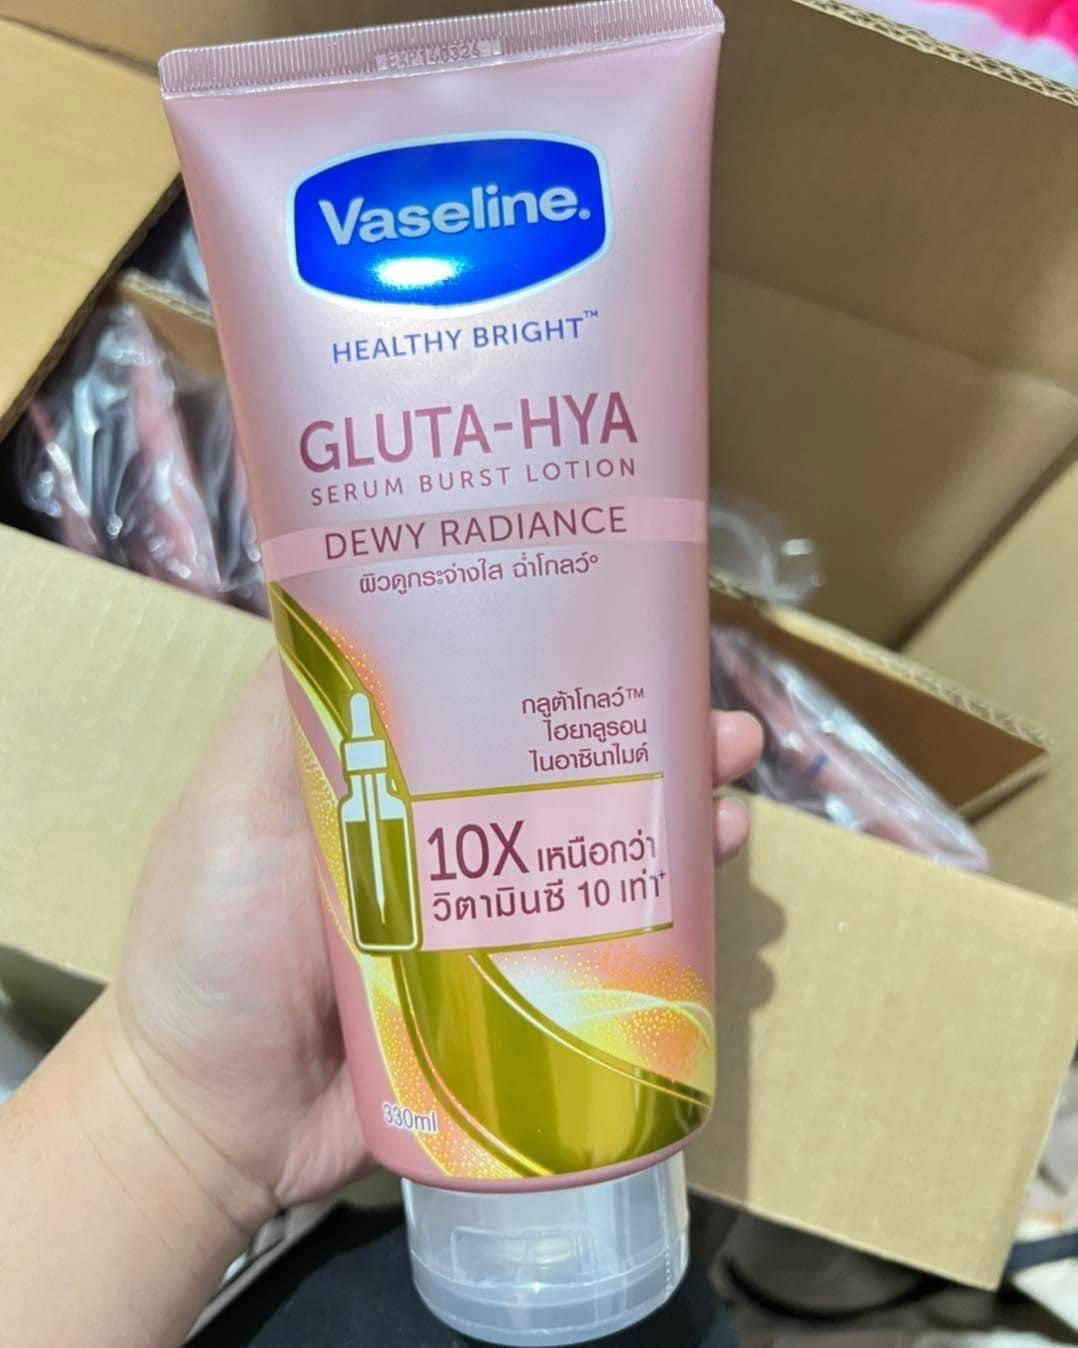 EXP 140326
Vaseline.
HEALTHY BRIGHT™
GLUTA-HYA
SERUM BURST LOTION
DEWY RADIANCE
ผิวดูกระจ่างใส ฉ่ำโกลว์°
กลูต้าโกลว์™
ไฮยาลูรอน
ไนอาซินาไมด์
10X เหนือกว่า
วิตามินซี 10 เท่า⁺
330ml